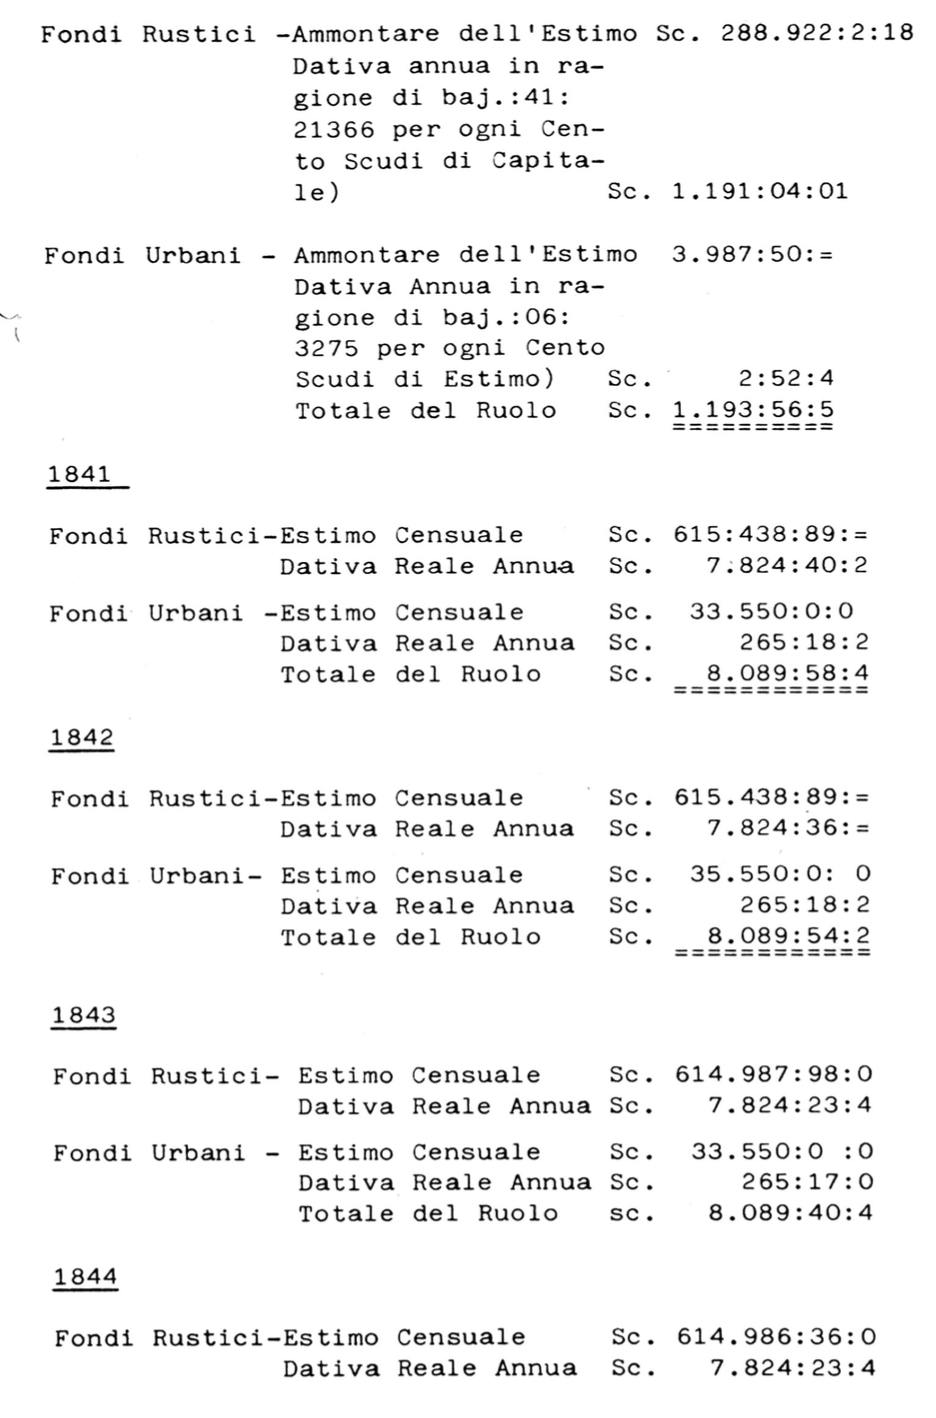 Fondi Rustici -Ammontare dell'Estimo Sc. 288.922:2:18
Dativa annua in ra-
gione di baj.:41:
21366 per ogni Cen-
to Scudi di Capita-
le) Sc. 1.191:04:01
Fondi Urbani - Ammontare dell'Estimo 3.987:50:=
Dativa Annua in ra-
gione di baj.:06:
3275 per ogni Cento
Scudi di Estimo) Sc. 2:52:4
Totale del Ruolo Sc. 1.193:56:5
==========
1841
Fondi Rustici-Estimo Censuale Sc. 615:438:89:=
Dativa Reale Annua Sc. 7.824:40:2
Fondi Urbani -Estimo Censuale Sc. 33.550:0:0
Dativa Reale Annua Sc. 265:18:2
Totale del Ruolo Sc. 8.089:58:4
============
1842
Fondi Rustici-Estimo Censuale Sc. 615.438:89:=
Dativa Reale Annua Sc. 7.824:36:=
Fondi Urbani- Estimo Censuale Sc. 35.550:0: 0
Dativa Reale Annua Sc. 265:18:2
Totale del Ruolo Sc. 8.089:54:2
============
1843
Fondi Rustici- Estimo Censuale Sc. 614.987:98:0
Dativa Reale Annua Sc. 7.824:23:4
Fondi Urbani - Estimo Censuale Sc. 33.550:0 :0
Dativa Reale Annua Sc. 265:17:0
Totale del Ruolo sc. 8.089:40:4
1844
Fondi Rustici-Estimo Censuale Sc. 614.986:36:0
Dativa Reale Annua Sc. 7.824:23:4